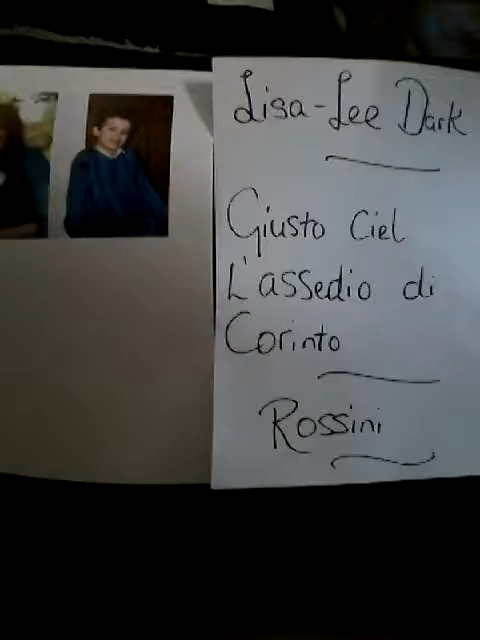 Lisa-Lee Dark
Giusto Ciel
L'assedio di
Corinto
Rossini